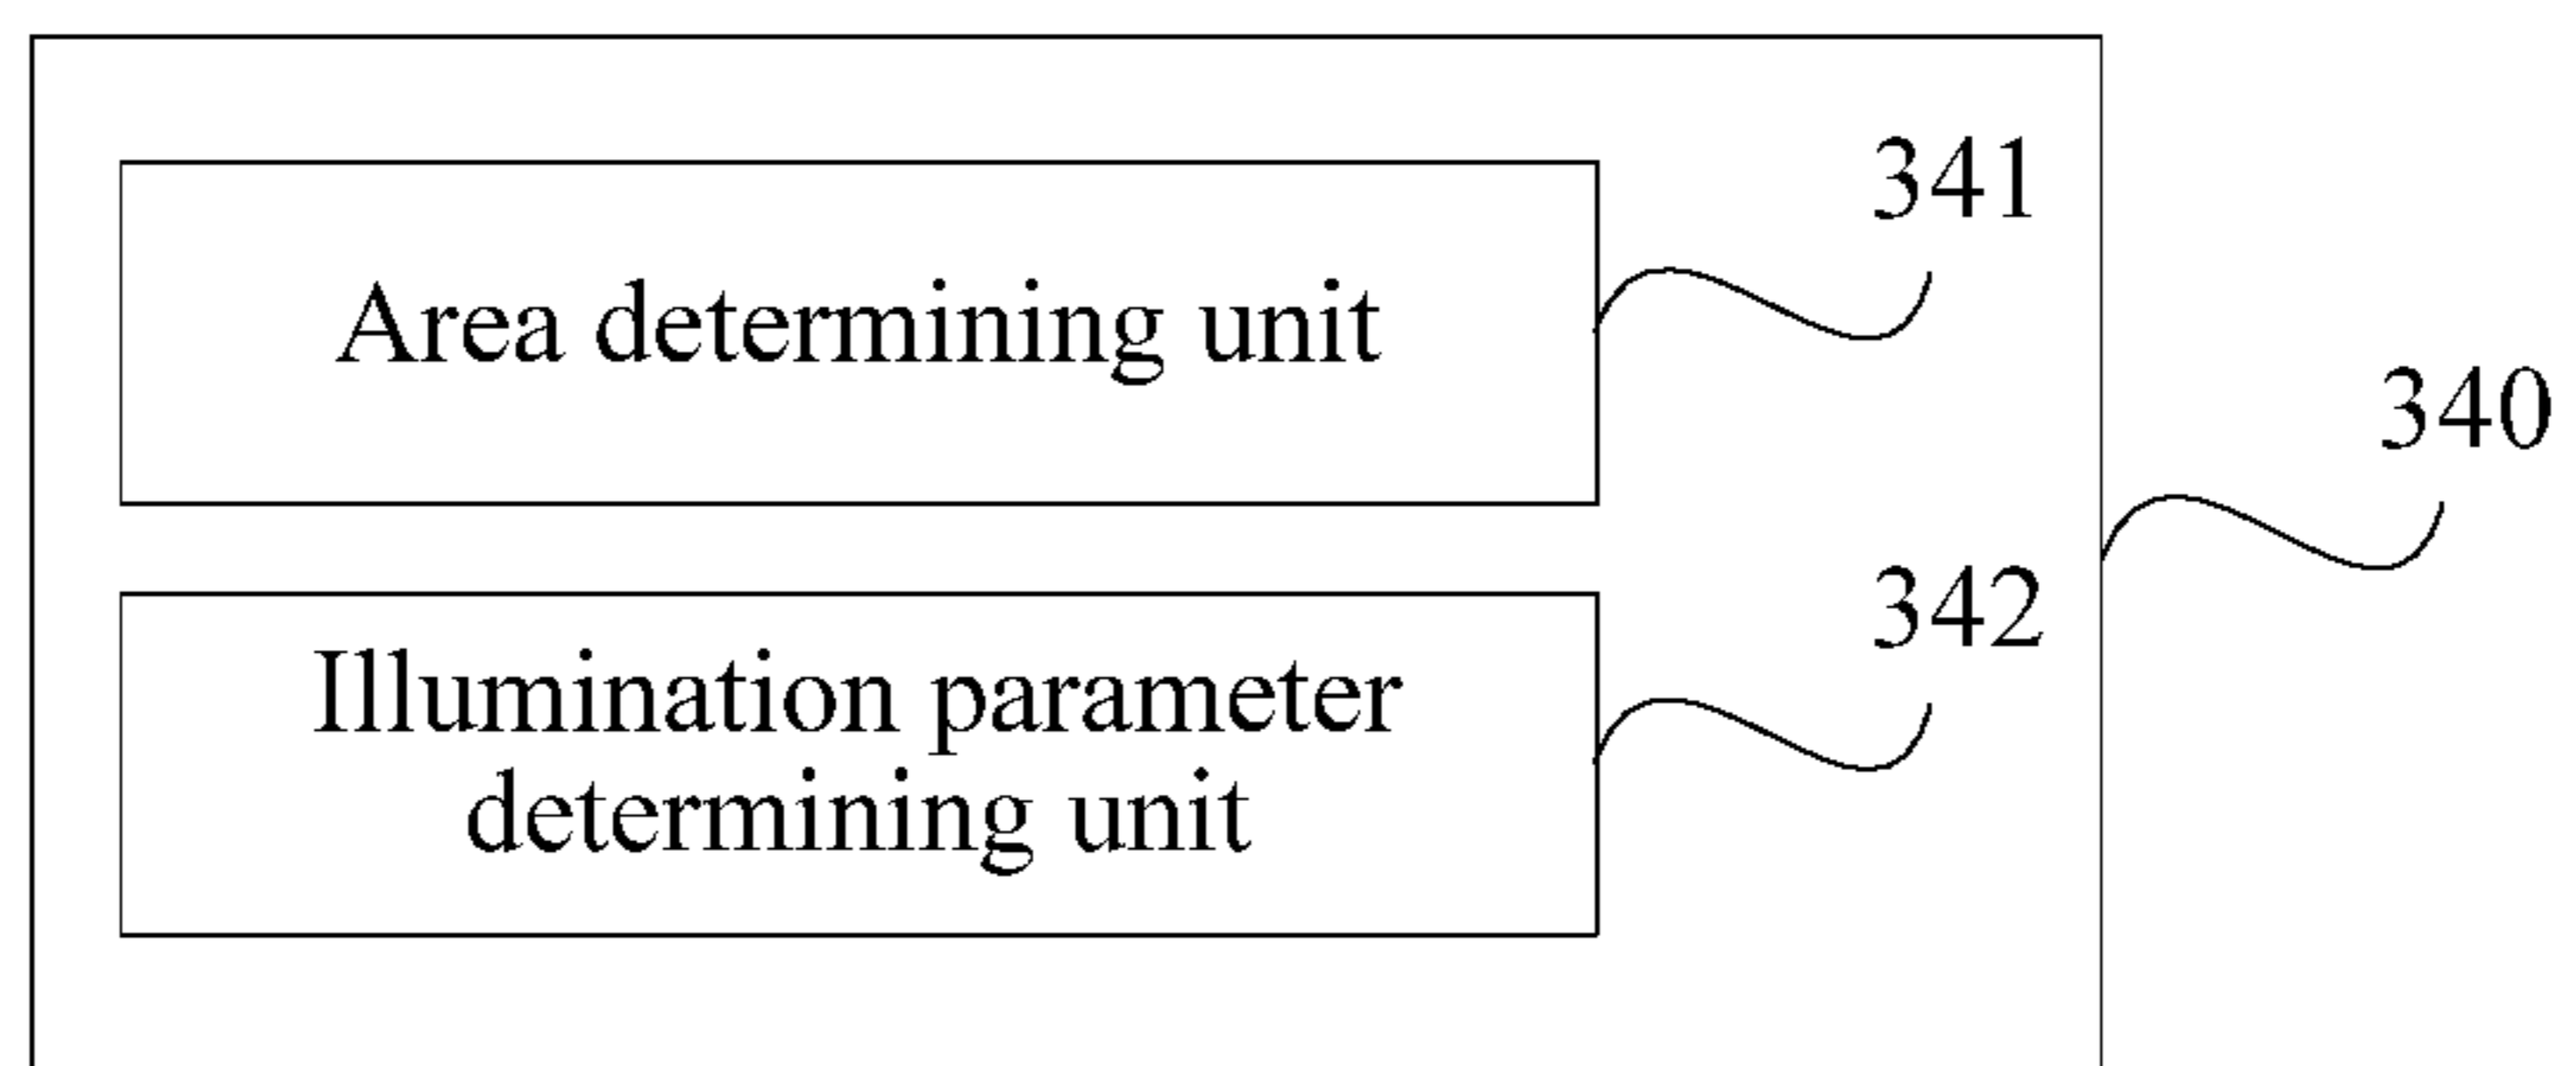 341
Area determining unit
340
342
Illumination parameter
determining unit